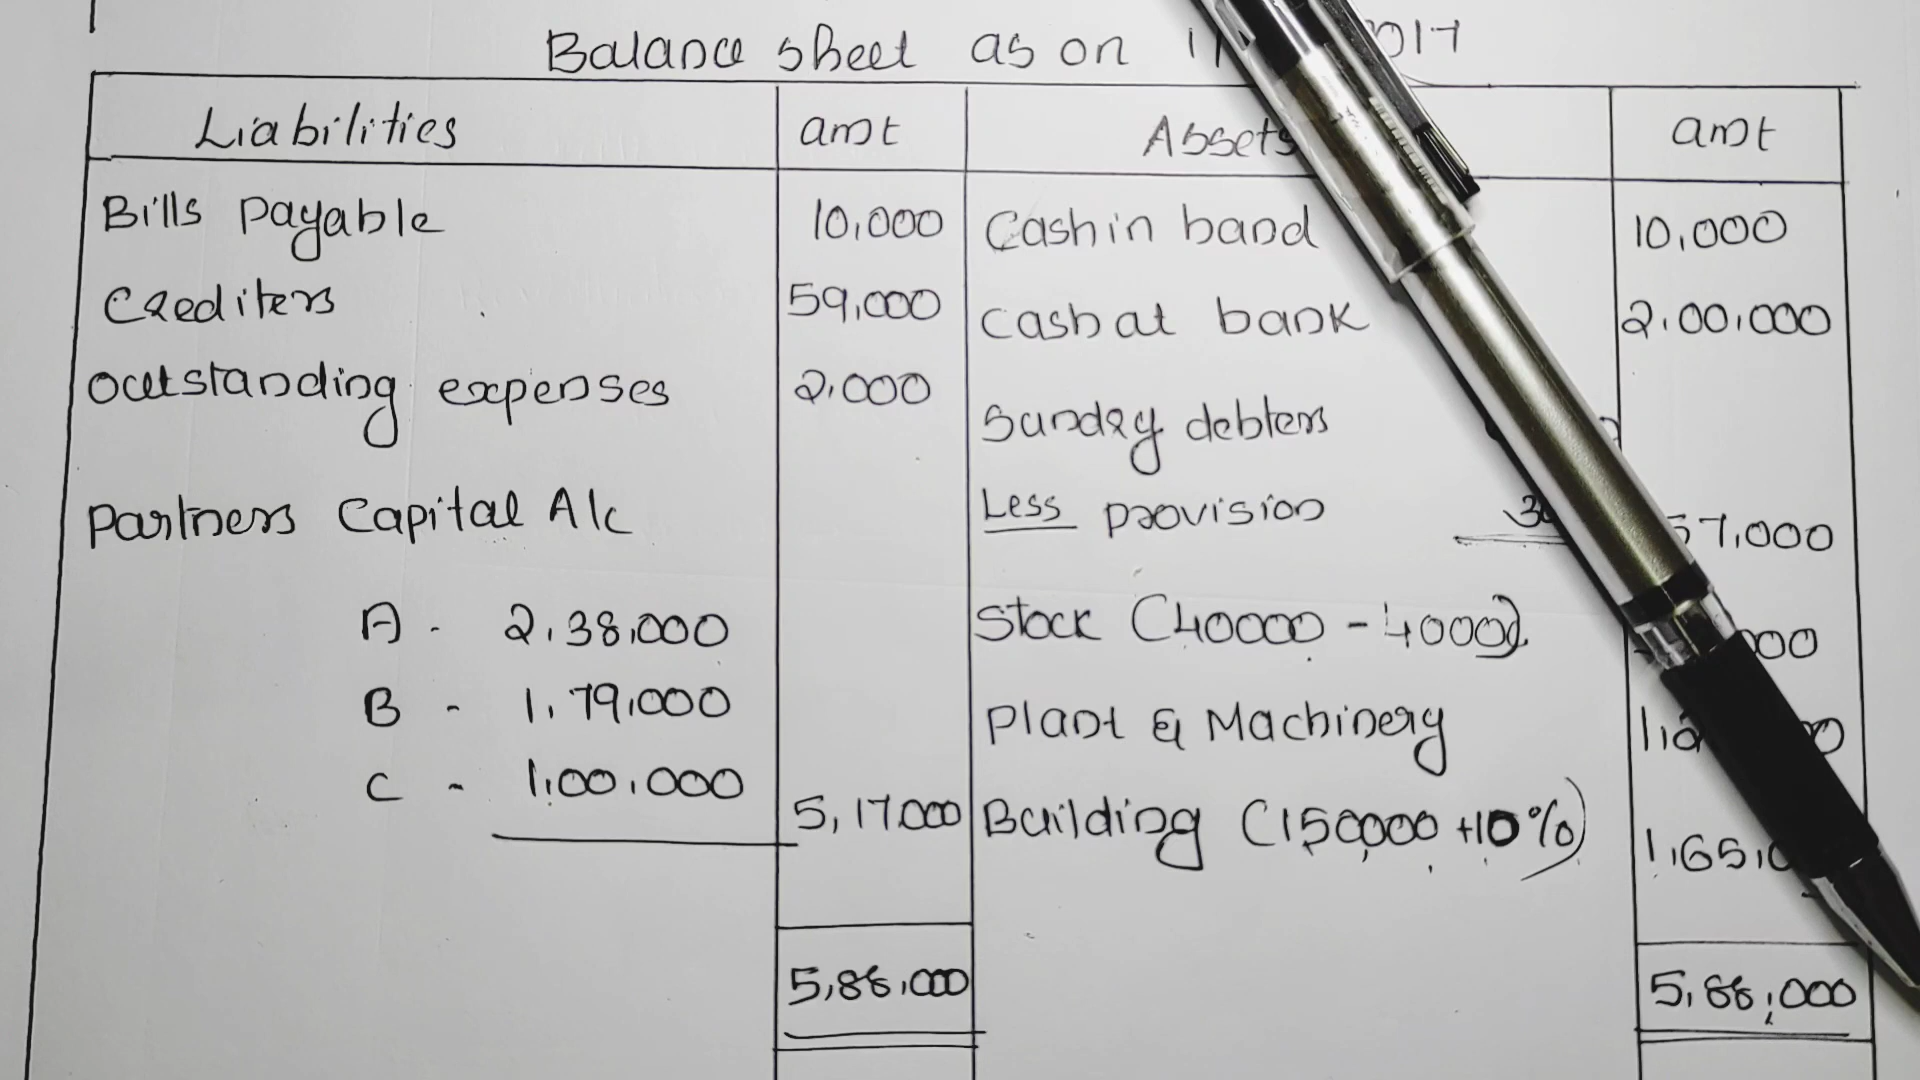 Balance sheet as on
Liabilities amt Assets amt
Bills Payable 10,000 Cash in hand 10,000
Crediters 59,000 Cash at bank 2,00,000
Outstanding expenses 2,000 Sundry debters
Partners Capital A/c Less provision
A - 2,38,000 Stock (40000 - 4000)
B - 1,79,000 Plant & Machinery
C - 1,00,000 5,17,000 Building (150000 +10%)
5,88,000 5,88,000